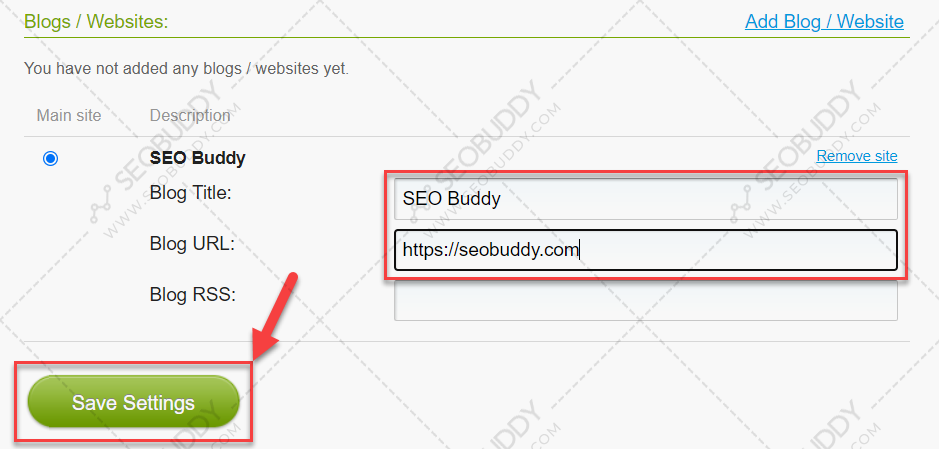 Blogs / Websites: Add Blog / Website
You have not added any blogs / websites yet.
Main site Description
SEO Buddy Remove site
Blog Title: SEO Buddy
Blog URL: https://seobuddy.com
Blog RSS:
Save Settings
SEOBUDDY
WWW.SEOBUDDY.COM